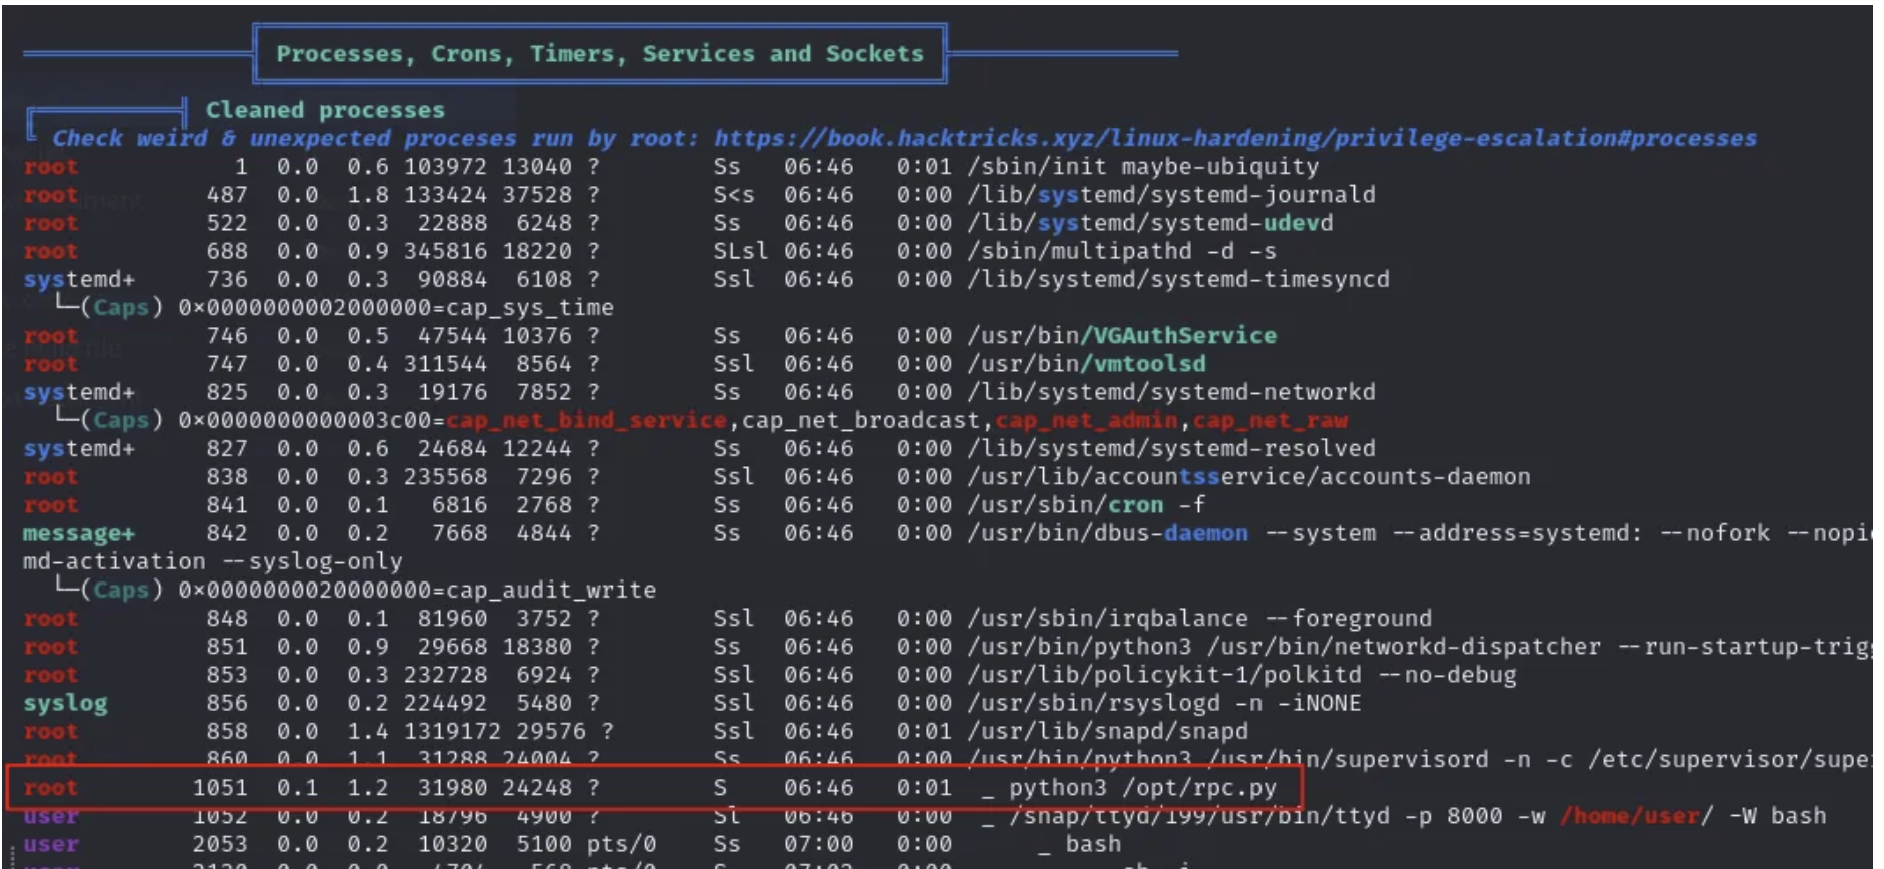 Processes, Crons, Timers, Services and Sockets
Cleaned processes
Check weird & unexpected proceses run by root: https://book.hacktricks.xyz/linux-hardening/privilege-escalation#processes
root 1 0.0 0.6 103972 13040 ? Ss 06:46 0:01 /sbin/init maybe-ubiquity
root 487 0.0 1.8 133424 37528 ? S<s 06:46 0:00 /lib/systemd/systemd-journald
root 522 0.0 0.3 22888 6248 ? Ss 06:46 0:00 /lib/systemd/systemd-udevd
root 688 0.0 0.9 345816 18220 ? SLsl 06:46 0:00 /sbin/multipathd -d -s
systemd+ 736 0.0 0.3 90884 6108 ? Ssl 06:46 0:00 /lib/systemd/systemd-timesyncd
└─(Caps) 0×0000000002000000=cap_sys_time
root 746 0.0 0.5 47544 10376 ? Ss 06:46 0:00 /usr/bin/VGAuthService
root 747 0.0 0.4 311544 8564 ? Ssl 06:46 0:00 /usr/bin/vmtoolsd
systemd+ 825 0.0 0.3 19176 7852 ? Ss 06:46 0:00 /lib/systemd/systemd-networkd
└─(Caps) 0×0000000000003c00=cap_net_bind_service,cap_net_broadcast,cap_net_admin,cap_net_raw
systemd+ 827 0.0 0.6 24684 12244 ? Ss 06:46 0:00 /lib/systemd/systemd-resolved
root 838 0.0 0.3 235568 7296 ? Ssl 06:46 0:00 /usr/lib/accountsservice/accounts-daemon
root 841 0.0 0.1 6816 2768 ? Ss 06:46 0:00 /usr/sbin/cron -f
message+ 842 0.0 0.2 7668 4844 ? Ss 06:46 0:00 /usr/bin/dbus-daemon --system --address=systemd: --nofork --nopi
md-activation --syslog-only
└─(Caps) 0×0000000020000000=cap_audit_write
root 848 0.0 0.1 81960 3752 ? Ssl 06:46 0:00 /usr/sbin/irqbalance --foreground
root 851 0.0 0.9 29668 18380 ? Ss 06:46 0:00 /usr/bin/python3 /usr/bin/networkd-dispatcher --run-startup-trig
root 853 0.0 0.3 232728 6924 ? Ssl 06:46 0:00 /usr/lib/policykit-1/polkitd --no-debug
syslog 856 0.0 0.2 224492 5480 ? Ssl 06:46 0:00 /usr/sbin/rsyslogd -n -iNONE
root 858 0.0 1.4 1319172 29576 ? Ssl 06:46 0:01 /usr/lib/snapd/snapd
root 860 0.0 1.1 31288 24004 ? Ss 06:46 0:00 /usr/bin/python3 /usr/bin/supervisord -n -c /etc/supervisor/supe
root 1051 0.1 1.2 31980 24248 ? S 06:46 0:01 _ python3 /opt/rpc.py
user 1052 0.0 0.2 18796 4900 ? Sl 06:46 0:00 _ /snap/ttyd/199/usr/bin/ttyd -p 8000 -w /home/user/ -W bash
user 2053 0.0 0.2 10320 5100 pts/0 Ss 07:00 0:00 _ bash